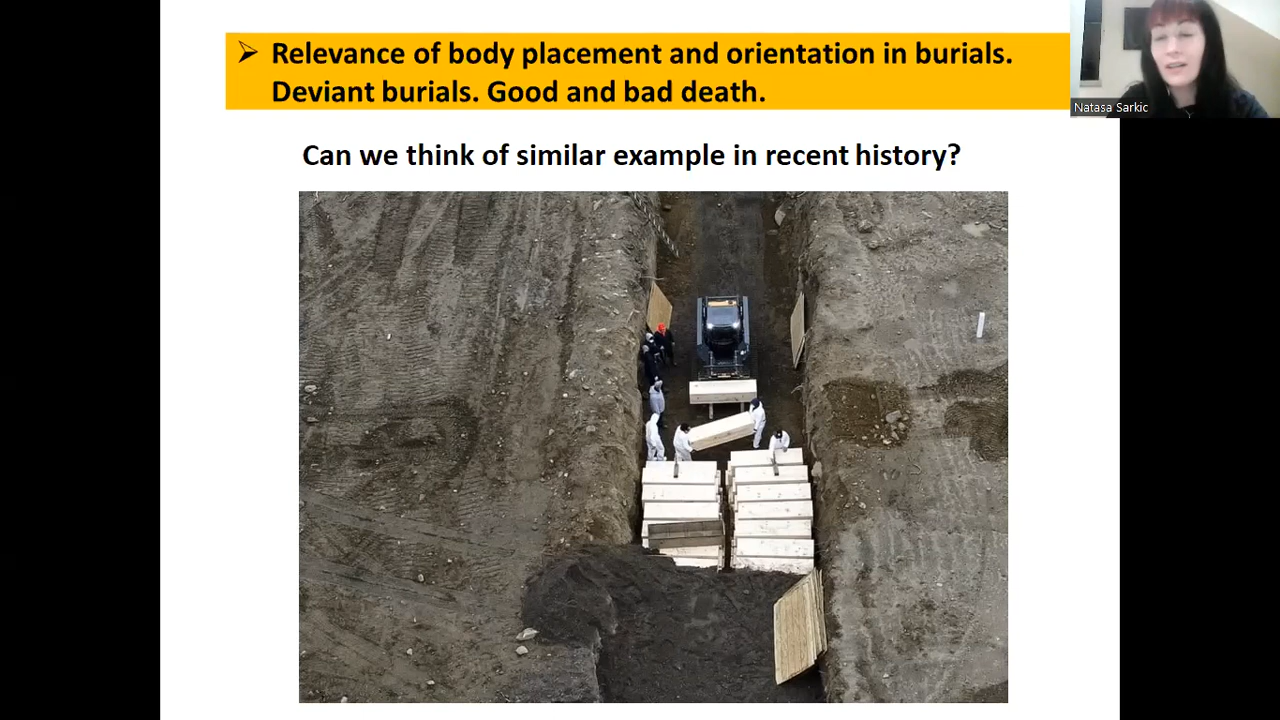 ➢ Relevance of body placement and orientation in burials.
Deviant burials. Good and bad death.
Natasa Sarkic
Can we think of similar example in recent history?